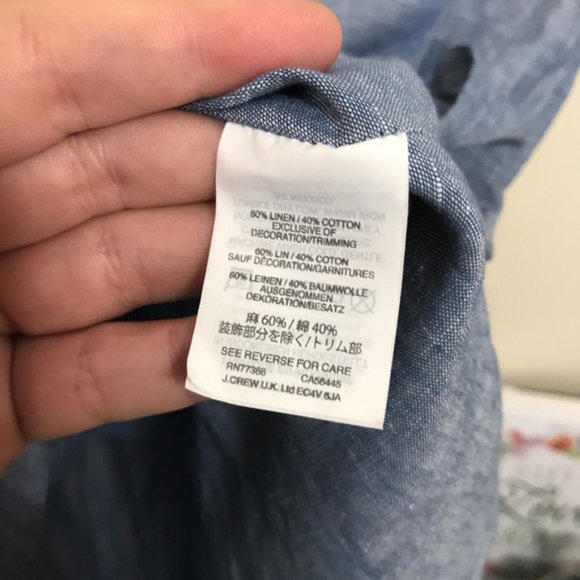 60% LINEN / 40% COTTON
EXCLUSIVE OF
DECORATION/TRIMMING
60% LIN / 40% COTON
SAUF DÉCORATION/GARNITURES
60% LEINEN / 40% BAUMWOLLE
AUSGENOMMEN
DEKORATION/BESATZ
麻 60% / 綿 40%
装飾部分を除く/トリム部
SEE REVERSE FOR CARE
RN77388 CA56445
J.CREW U.K. Ltd EC4V 6JA